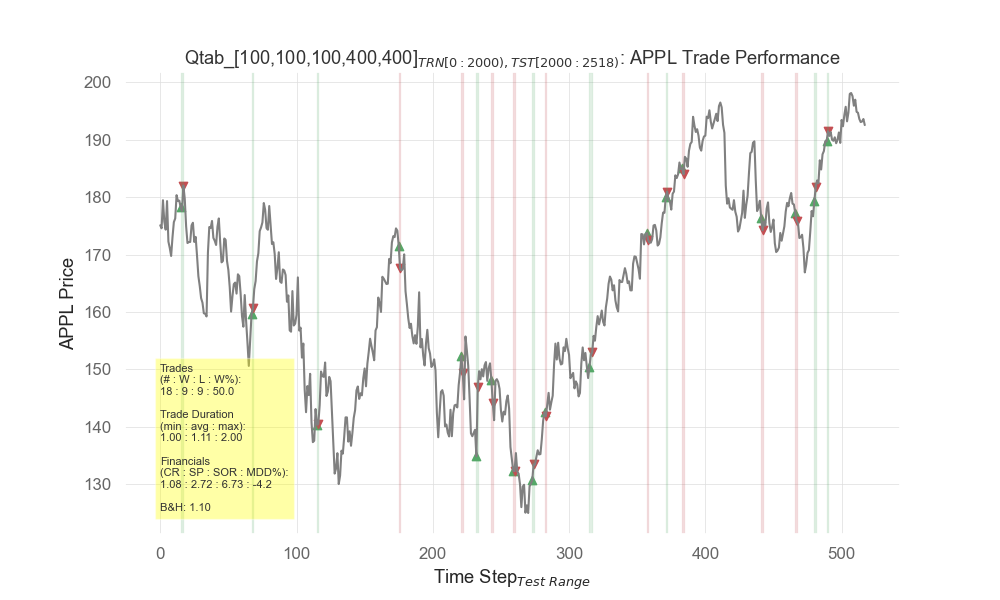 Qtab_[100,100,100,400,400]TRN[0 : 2000), TST[2000 : 2518): APPL Trade Performance
200
190
180
170
160
150
140
130
APPL Price
Trades
(# : W : L : W%):
18 : 9 : 9 : 50.0
Trade Duration
(min : avg : max):
1.00 : 1.11 : 2.00
Financials
(CR : SP : SOR : MDD%):
1.08 : 2.72 : 6.73 : -4.2
B&H: 1.10
0 100 200 300 400 500
Time StepTest Range